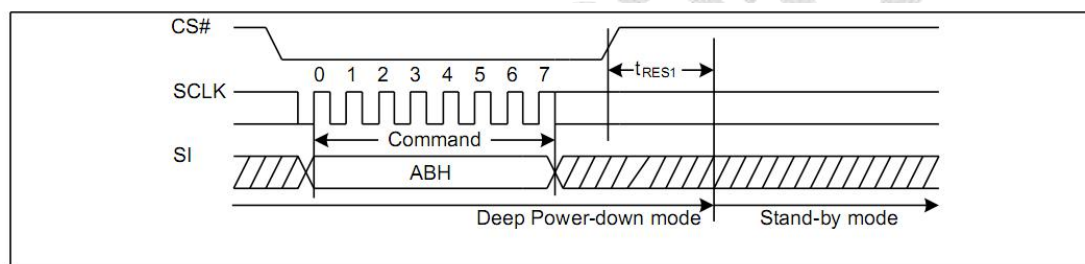 CS#
tRES1
0 1 2 3 4 5 6 7
SCLK
Command
SI
ABH
Deep Power-down mode Stand-by mode